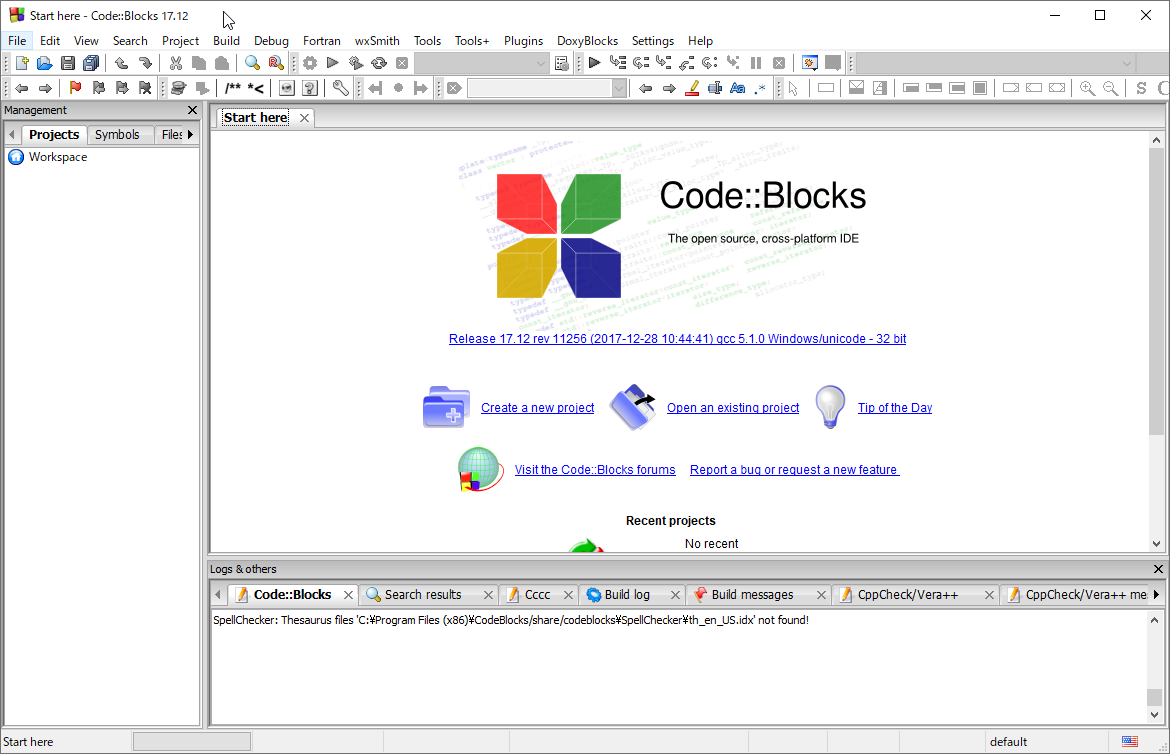 Start here - Code::Blocks 17.12
File Edit View Search Project Build Debug Fortran wxSmith Tools Tools+ Plugins DoxyBlocks Settings Help
/** *<
Aa .*
S
Management
Projects Symbols Files
Workspace
Start here
Code::Blocks
The open source, cross-platform IDE
Release 17.12 rev 11256 (2017-12-28 10:44:41) gcc 5.1.0 Windows/unicode - 32 bit
Create a new project Open an existing project Tip of the Day
Visit the Code::Blocks forums Report a bug or request a new feature
Recent projects
No recent
Logs & others
Code::Blocks Search results Cccc Build log Build messages CppCheck/Vera++ CppCheck/Vera++ me
SpellChecker: Thesaurus files 'C:¥Program Files (x86)¥CodeBlocks/share/codeblocks¥SpellChecker¥th_en_US.idx' not found!
Start here default